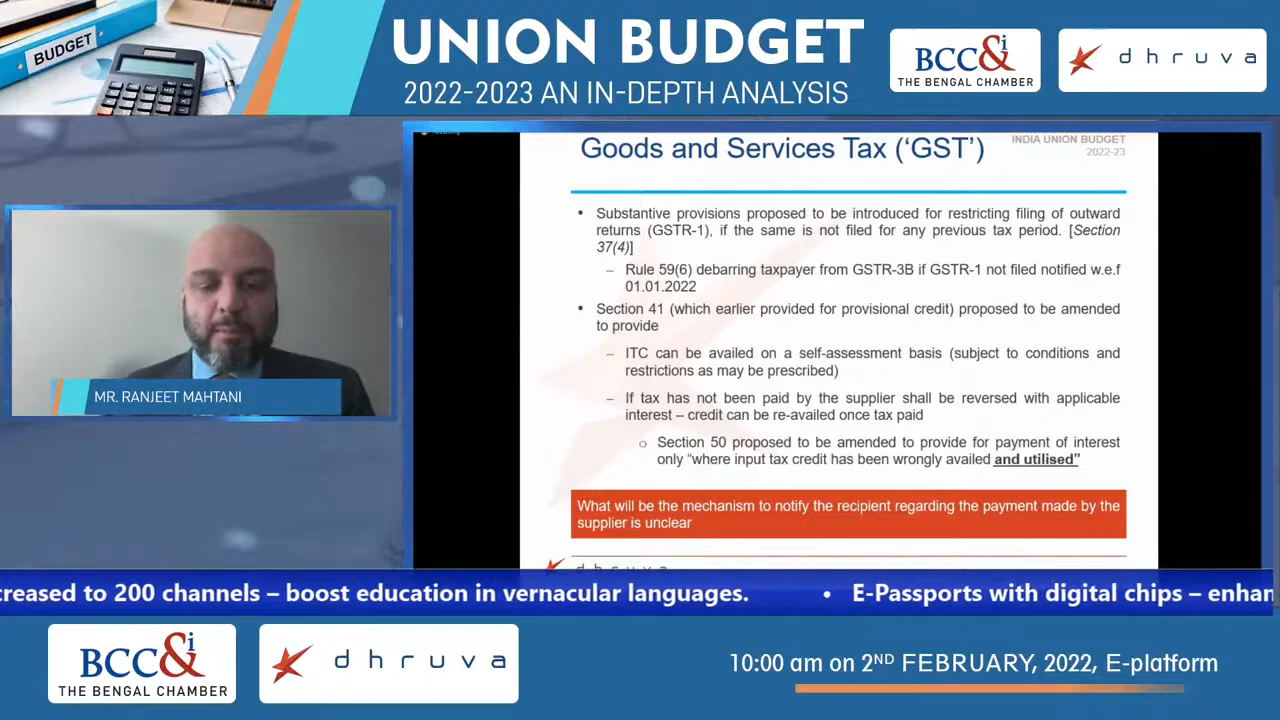 BUDGET
UNION BUDGET
2022-2023 AN IN-DEPTH ANALYSIS
BCC&i
THE BENGAL CHAMBER
dhruva
Goods and Services Tax (‘GST’)
INDIA UNION BUDGET
2022-23
• Substantive provisions proposed to be introduced for restricting filing of outward
returns (GSTR-1), if the same is not filed for any previous tax period. [Section
37(4)]
– Rule 59(6) debarring taxpayer from GSTR-3B if GSTR-1 not filed notified w.e.f
01.01.2022
• Section 41 (which earlier provided for provisional credit) proposed to be amended
to provide
– ITC can be availed on a self-assessment basis (subject to conditions and
restrictions as may be prescribed)
– If tax has not been paid by the supplier shall be reversed with applicable
interest – credit can be re-availed once tax paid
○ Section 50 proposed to be amended to provide for payment of interest
only “where input tax credit has been wrongly availed and utilised”
What will be the mechanism to notify the recipient regarding the payment made by the
supplier is unclear
dhruva
MR. RANJEET MAHTANI
creased to 200 channels – boost education in vernacular languages. • E-Passports with digital chips – enhan
BCC&i
THE BENGAL CHAMBER
dhruva
10:00 am on 2ND FEBRUARY, 2022, E-platform